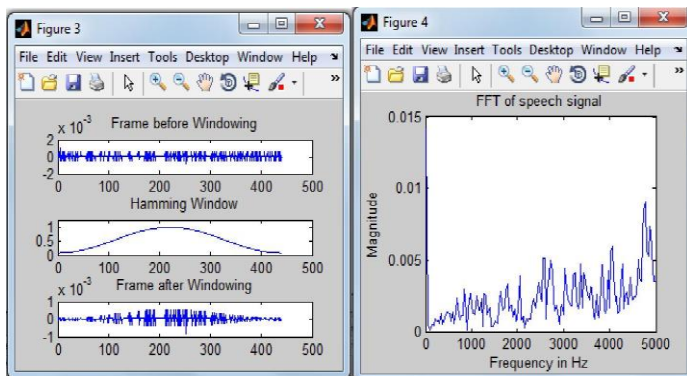 Figure 3
File Edit View Insert Tools Desktop Window Help
»
x 10^-3
Frame before Windowing
2
0
-2
0 100 200 300 400 500
Hamming Window
1
0.5
0
0 100 200 300 400 500
x 10^-3
Frame after Windowing
1
0
-1
0 100 200 300 400 500
Figure 4
File Edit View Insert Tools Desktop Window Help
»
FFT of speech signal
0.015
0.01
0.005
0
Magnitude
0 1000 2000 3000 4000 5000
Frequency in Hz